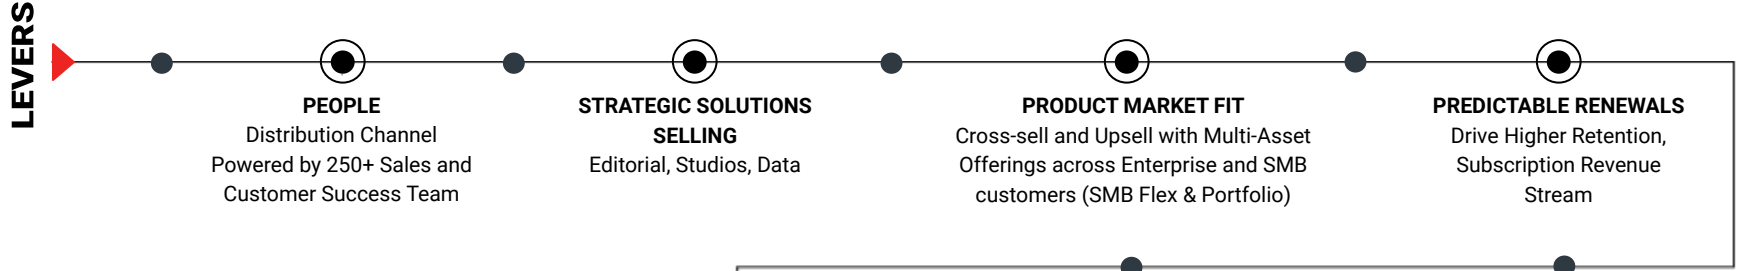 LEVERS
PEOPLE
Distribution Channel
Powered by 250+ Sales and
Customer Success Team
STRATEGIC SOLUTIONS
SELLING
Editorial, Studios, Data
PRODUCT MARKET FIT
Cross-sell and Upsell with Multi-Asset
Offerings across Enterprise and SMB
customers (SMB Flex & Portfolio)
PREDICTABLE RENEWALS
Drive Higher Retention,
Subscription Revenue
Stream